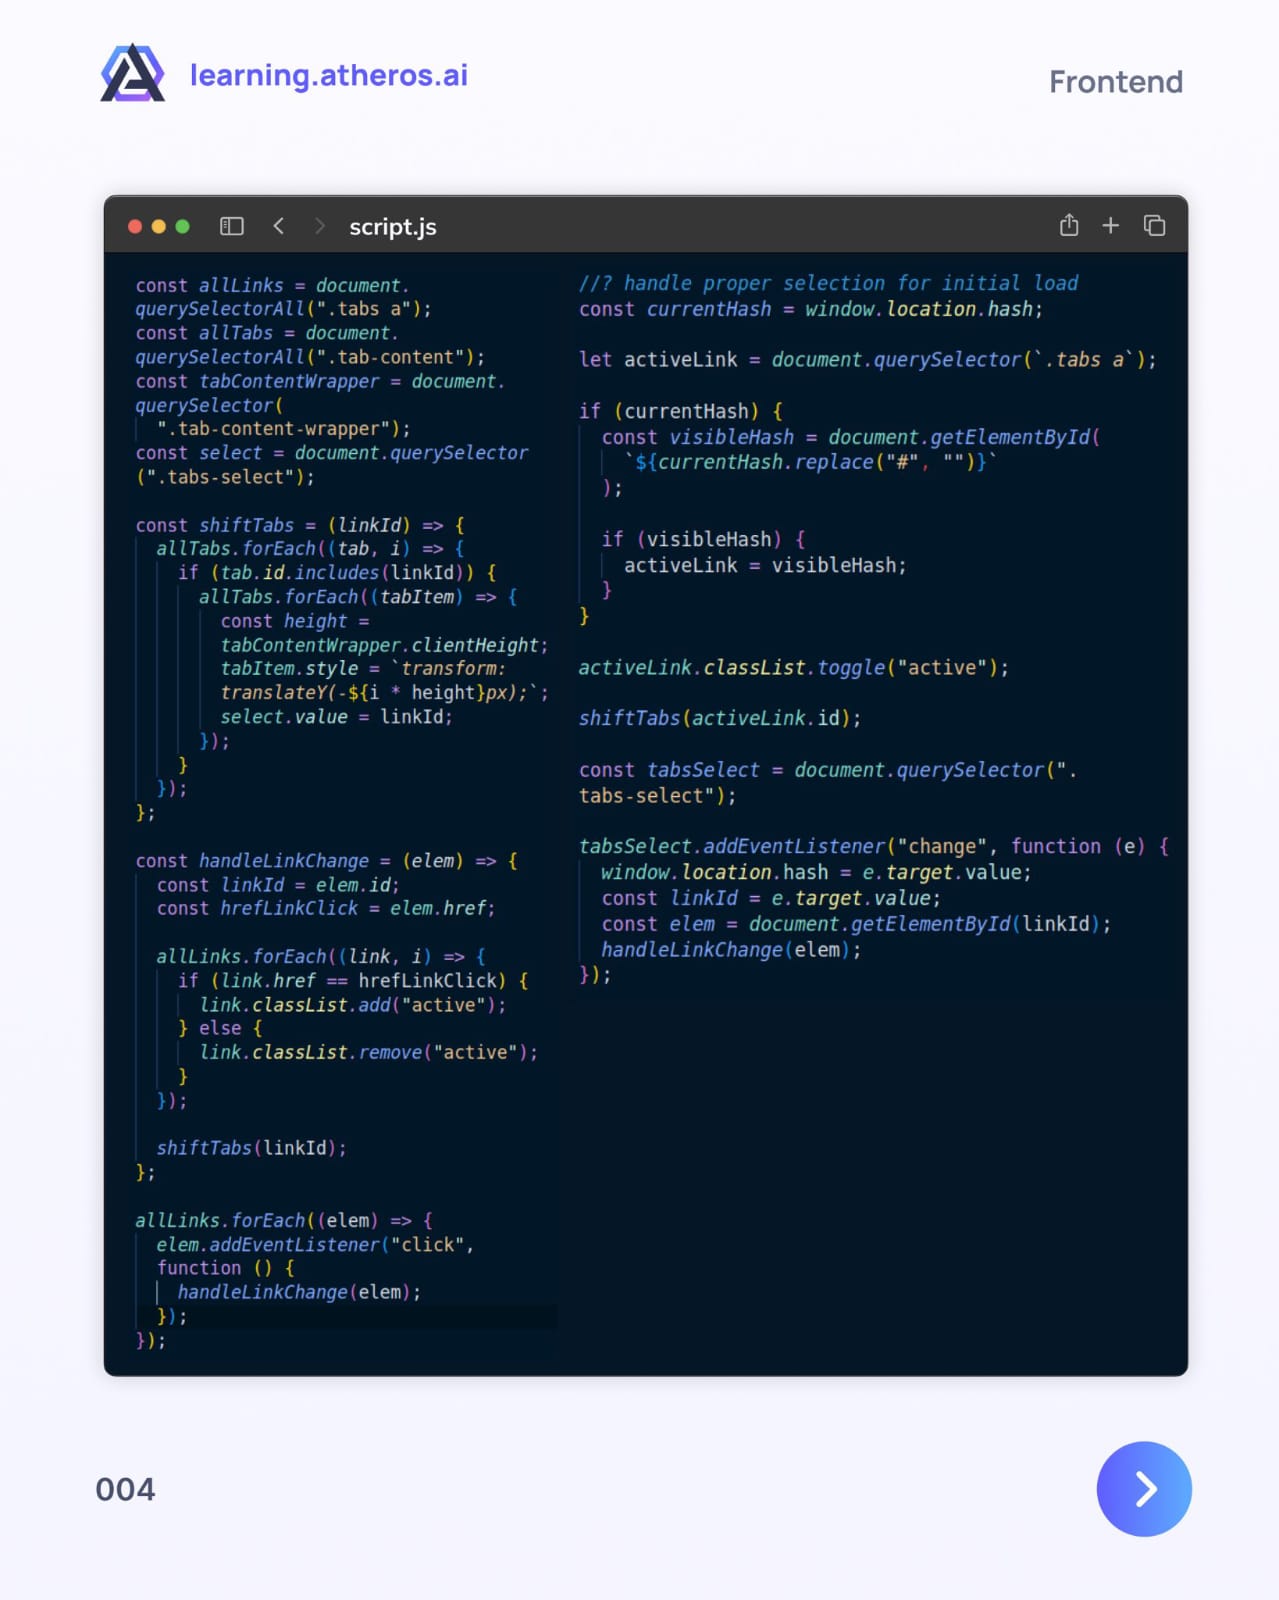 learning.atheros.ai
Frontend
script.js
const allLinks = document.
querySelectorAll(".tabs a");
const allTabs = document.
querySelectorAll(".tab-content");
const tabContentWrapper = document.
querySelector(
".tab-content-wrapper");
const select = document.querySelector
(".tabs-select");
const shiftTabs = (linkId) => {
allTabs.forEach((tab, i) => {
if (tab.id.includes(linkId)) {
allTabs.forEach((tabItem) => {
const height =
tabContentWrapper.clientHeight;
tabItem.style = `transform:
translateY(-${i * height}px);`;
select.value = linkId;
});
}
});
};
const handleLinkChange = (elem) => {
const linkId = elem.id;
const hrefLinkClick = elem.href;
allLinks.forEach((link, i) => {
if (link.href == hrefLinkClick) {
link.classList.add("active");
} else {
link.classList.remove("active");
}
});
shiftTabs(linkId);
};
allLinks.forEach((elem) => {
elem.addEventListener("click",
function () {
handleLinkChange(elem);
});
});
//? handle proper selection for initial load
const currentHash = window.location.hash;
let activeLink = document.querySelector(`.tabs a`);
if (currentHash) {
const visibleHash = document.getElementById(
`${currentHash.replace("#", "")}`
);
if (visibleHash) {
activeLink = visibleHash;
}
}
activeLink.classList.toggle("active");
shiftTabs(activeLink.id);
const tabsSelect = document.querySelector(".
tabs-select");
tabsSelect.addEventListener("change", function (e) {
window.location.hash = e.target.value;
const linkId = e.target.value;
const elem = document.getElementById(linkId);
handleLinkChange(elem);
});
004